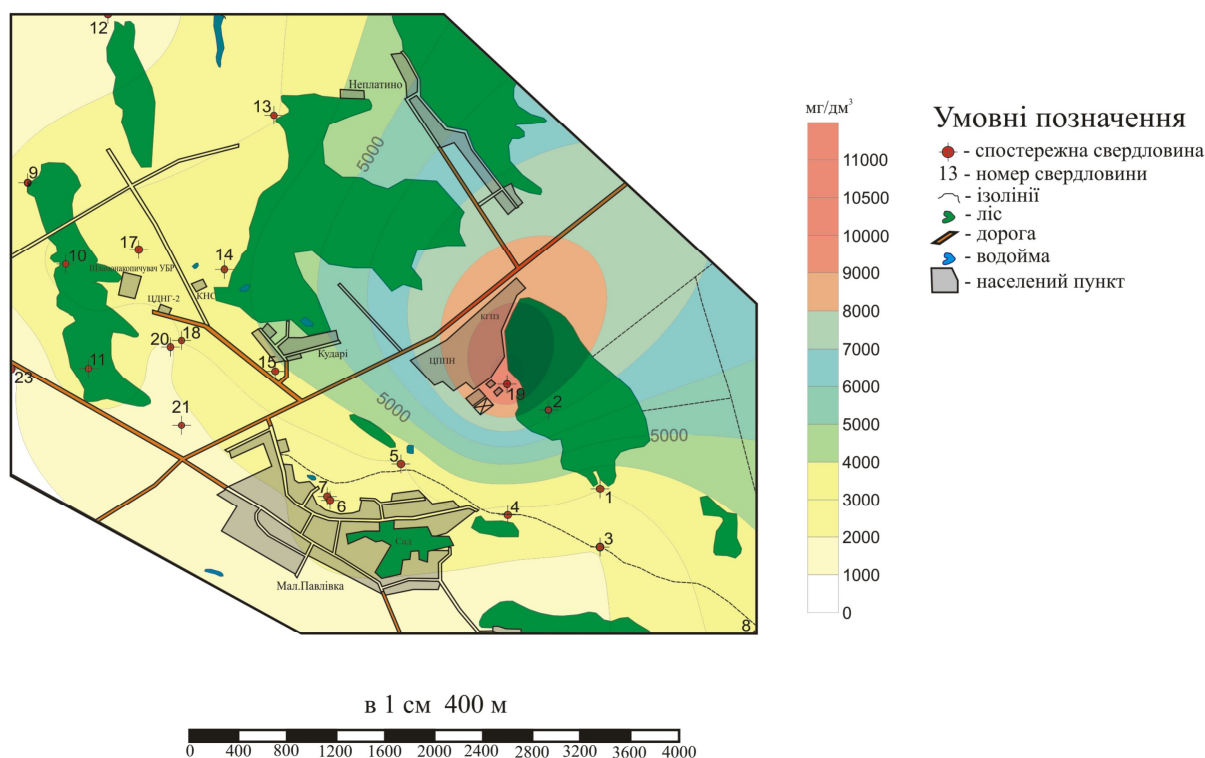 12
Неплатино
13
5000
9
17
10
14
Шламонакопичувач УБР
КНС
ЦДНГ-2
КГПЗ
18
20
Кударі
ЦППН
11
15
23
19
2
5000
21
5000
5
7
6
1
4
3
Сад
Мал.Павлівка
8
мг/дм³
11000
10500
10000
9000
8000
7000
6000
5000
4000
3000
2000
1000
0
Умовні позначення
- спостережна свердловина
13 - номер свердловини
- ізолінії
- ліс
- дорога
- водойма
- населений пункт
в 1 см 400 м
0 400 800 1200 1600 2000 2400 2800 3200 3600 4000